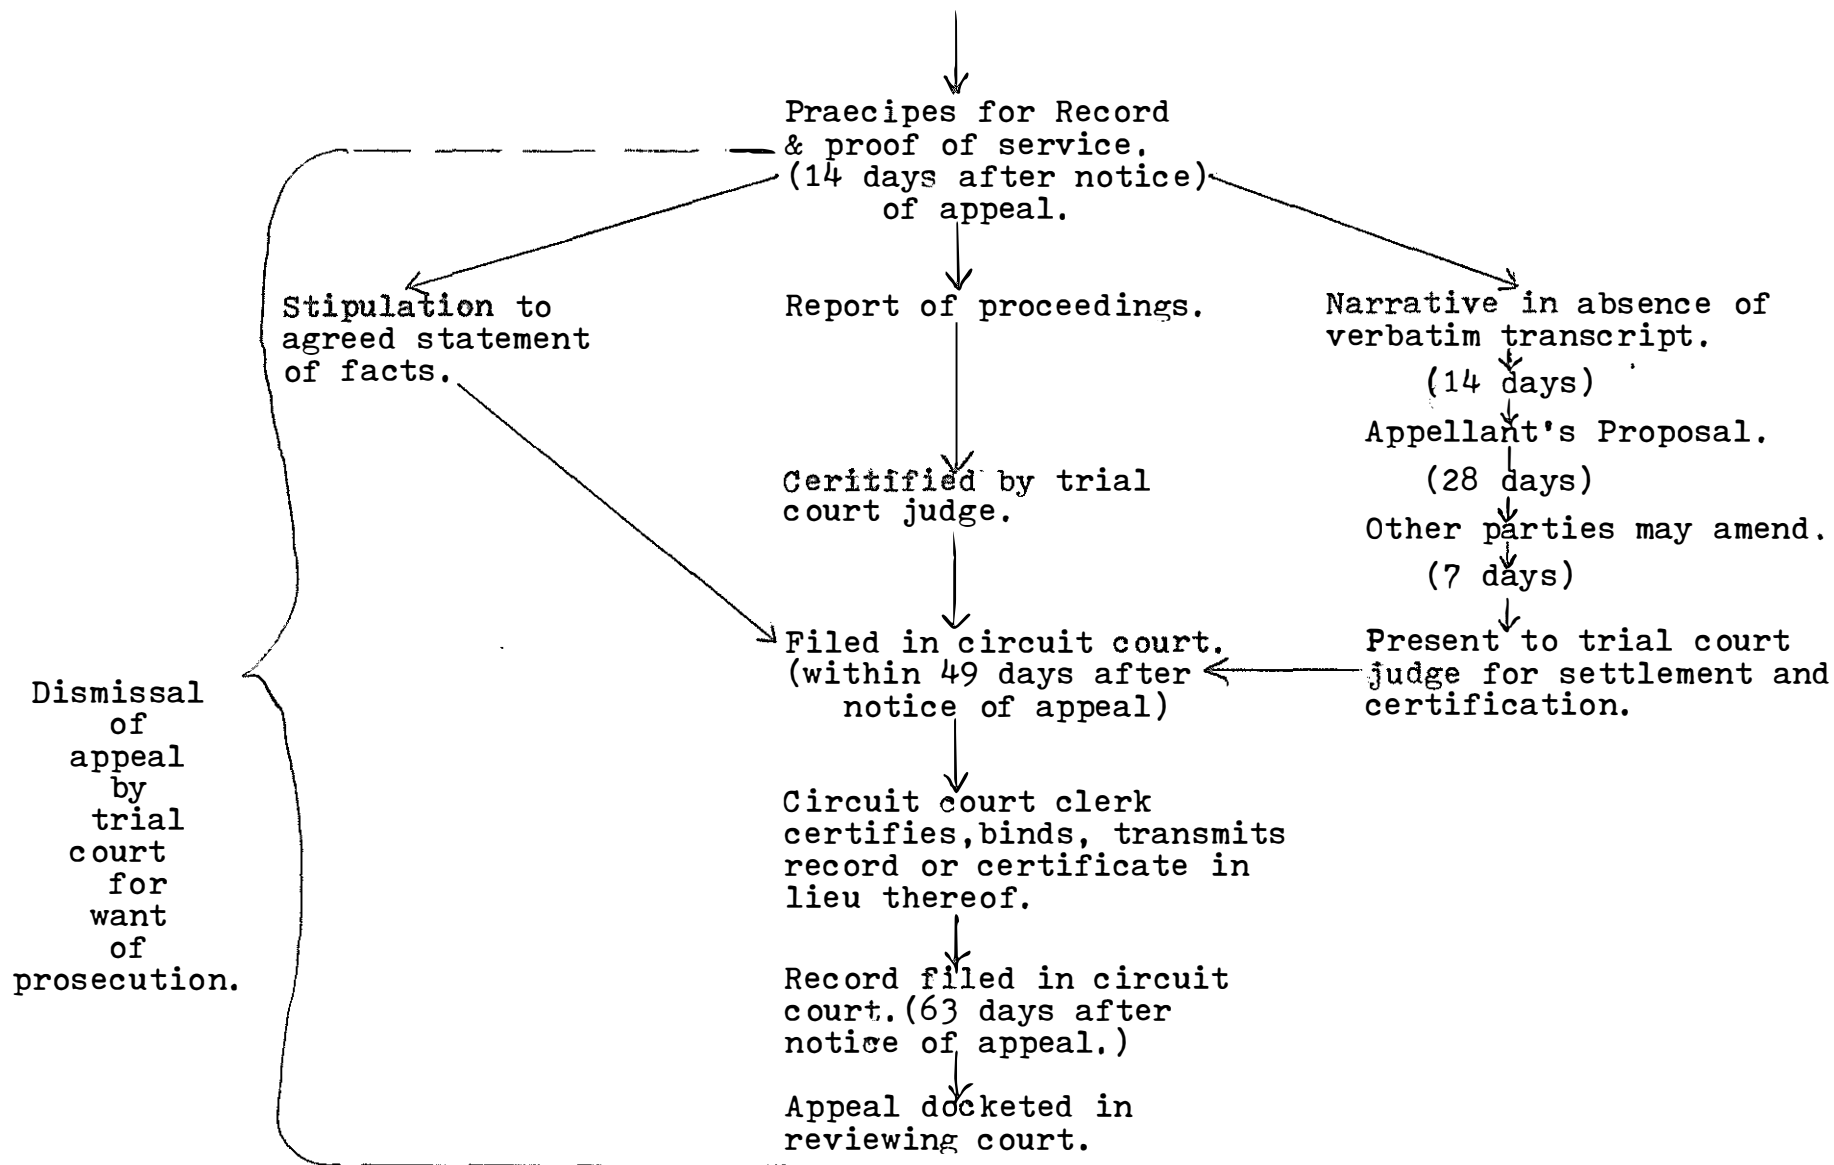 Praecipes for Record
& proof of service.
(14 days after notice)
of appeal.
Stipulation to
agreed statement
of facts.
Report of proceedings.
Narrative in absence of
verbatim transcript.
(14 days)
Appellant's Proposal.
(28 days)
Other parties may amend.
(7 days)
Present to trial court
judge for settlement and
certification.
Ceritified by trial
court judge.
Filed in circuit court.
(within 49 days after
notice of appeal)
Circuit court clerk
certifies,binds, transmits
record or certificate in
lieu thereof.
Record filed in circuit
court.(63 days after
notice of appeal.)
Appeal docketed in
reviewing court.
Dismissal
of
appeal
by
trial
court
for
want
of
prosecution.